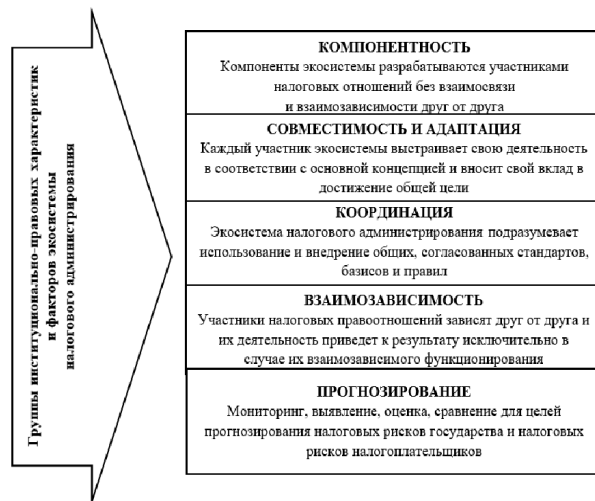 Группы институционально-правовых характеристик
и факторов экосистемы
налогового администрирования
КОМПОНЕНТНОСТЬ
Компоненты экосистемы разрабатываются участниками
налоговых отношений без взаимосвязи
и взаимозависимости друг от друга
СОВМЕСТИМОСТЬ И АДАПТАЦИЯ
Каждый участник экосистемы выстраивает свою деятельность
в соответствии с основной концепцией и вносит свой вклад в
достижение общей цели
КООРДИНАЦИЯ
Экосистема налогового администрирования подразумевает
использование и внедрение общих, согласованных стандартов,
базисов и правил
ВЗАИМОЗАВИСИМОСТЬ
Участники налоговых правоотношений зависят друг от друга и
их деятельность приведет к результату исключительно в
случае их взаимозависимого функционирования
ПРОГНОЗИРОВАНИЕ
Мониторинг, выявление, оценка, сравнение для целей
прогнозирования налоговых рисков государства и налоговых
рисков налогоплательщиков